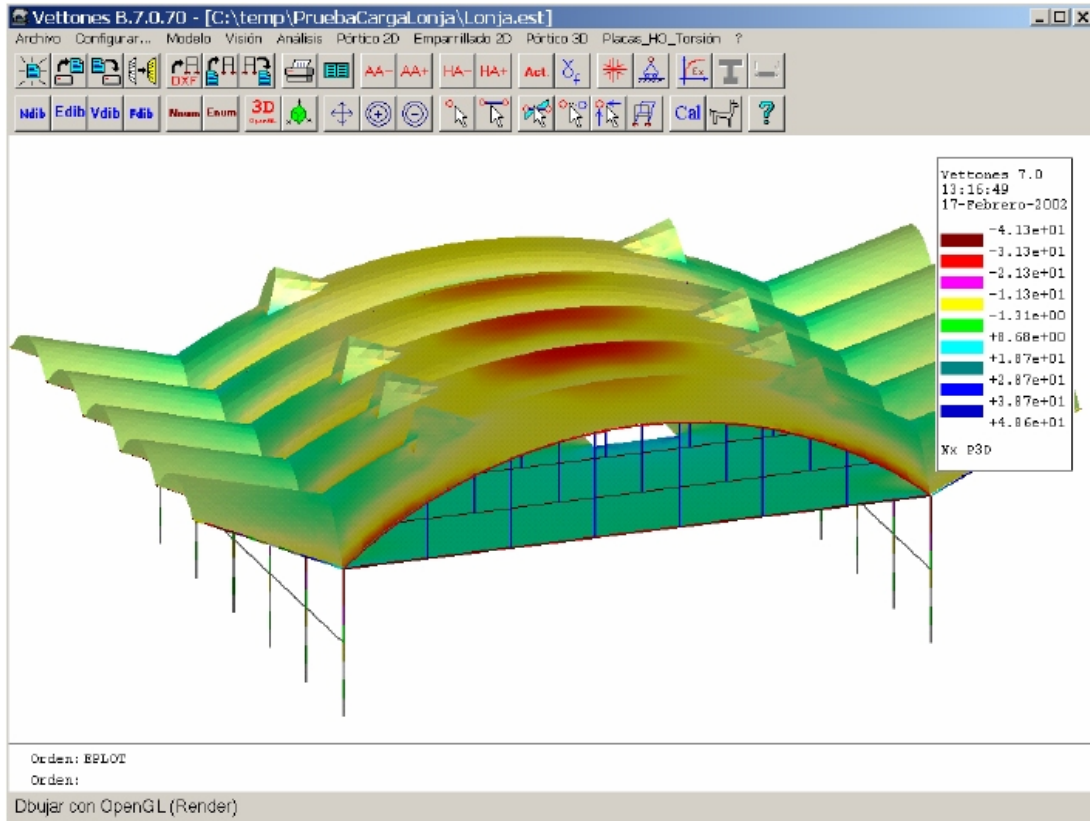 Vettones B.7.0.70 - [C:\temp\PruebaCargaLonja\Lonja.est]
Archivo Configurar... Modelo Visión Análisis Pórtico 2D Emparrillado 2D Pórtico 3D Placas_HO_Torsión ?
DXF AA- AA+ HA- HA+ Act. Ex
Ndib Edib Vdib Fdib Nnum Enum 3D OpenGL Cal ?
Vettones 7.0
13:16:49
17-Febrero-2002
-4.13e+01
-3.13e+01
-2.13e+01
-1.13e+01
-1.31e+00
+8.68e+00
+1.87e+01
+2.87e+01
+3.87e+01
+4.86e+01
Nx P3D
Orden: EPLOT
Orden:
Dbujar con OpenGL (Render)